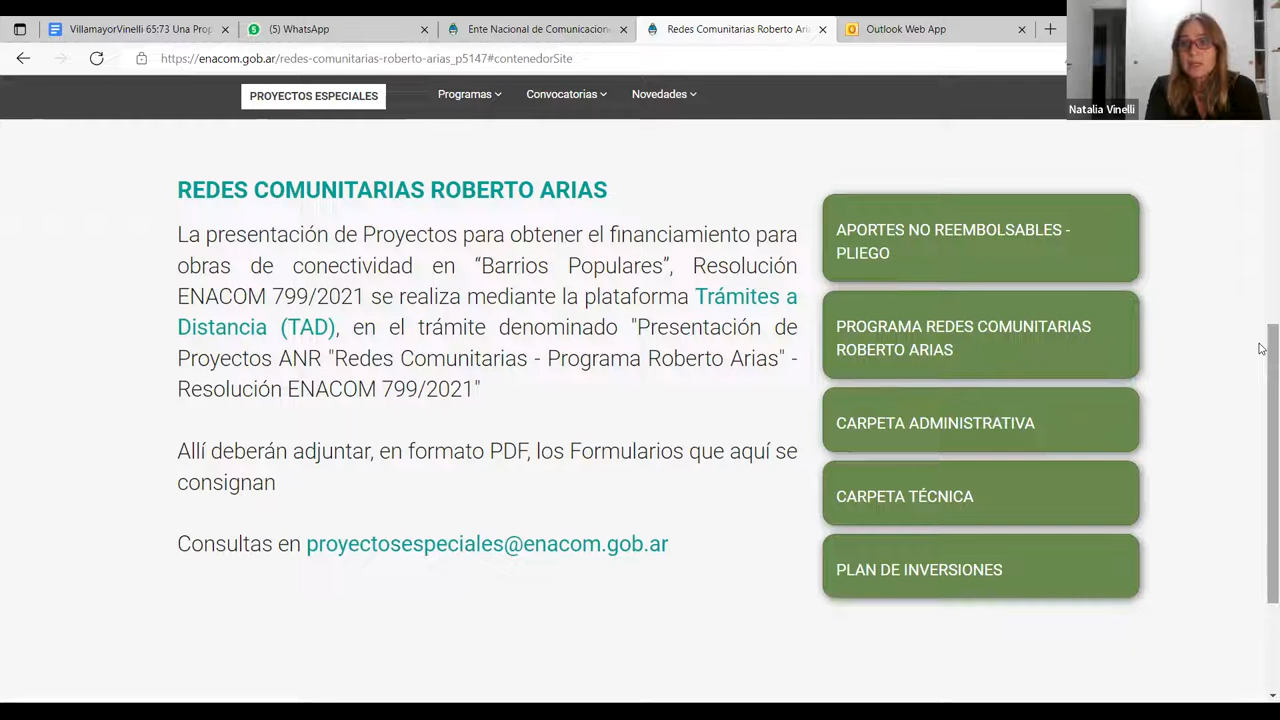 VillamayorVinelli 65:73 Una Prop
(5) WhatsApp
Ente Nacional de Comunicacion
Redes Comunitarias Roberto Aria
Outlook Web App
https://enacom.gob.ar/redes-comunitarias-roberto-arias_p5147#contenedorSite
Natalia Vinelli
PROYECTOS ESPECIALES
Programas
Convocatorias
Novedades
REDES COMUNITARIAS ROBERTO ARIAS
La presentación de Proyectos para obtener el financiamiento para
obras de conectividad en “Barrios Populares”, Resolución
ENACOM 799/2021 se realiza mediante la plataforma Trámites a
Distancia (TAD), en el trámite denominado "Presentación de
Proyectos ANR "Redes Comunitarias - Programa Roberto Arias" -
Resolución ENACOM 799/2021"
Allí deberán adjuntar, en formato PDF, los Formularios que aquí se
consignan
Consultas en proyectosespeciales@enacom.gob.ar
APORTES NO REEMBOLSABLES -
PLIEGO
PROGRAMA REDES COMUNITARIAS
ROBERTO ARIAS
CARPETA ADMINISTRATIVA
CARPETA TÉCNICA
PLAN DE INVERSIONES